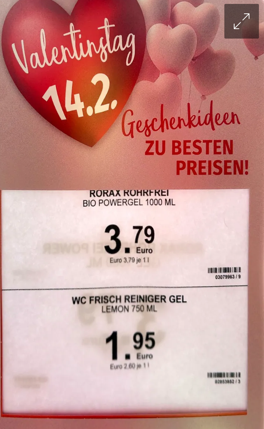 Valentinstag
14.2.
Geschenkideen
ZU BESTEN
PREISEN!
RORAX ROHRFREI
BIO POWERGEL 1000 ML
3.79
Euro
Euro 3,79 je 1 l
WC FRISCH REINIGER GEL
LEMON 750 ML
1.95
Euro
Euro 2,60 je 1 l